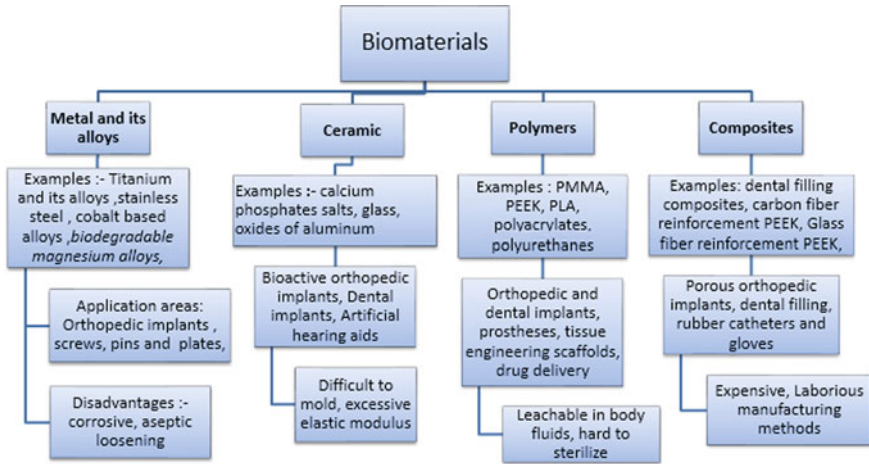 Biomaterials
Metal and its
alloys
Examples :- Titanium
and its alloys ,stainless
steel , cobalt based
alloys ,biodegradable
magnesium alloys,
Application areas:
Orthopedic implants ,
screws, pins and plates,
Disadvantages :-
corrosive, aseptic
loosening
Ceramic
Examples :- calcium
phosphates salts, glass,
oxides of aluminum
Bioactive orthopedic
implants, Dental
implants, Artificial
hearing aids
Difficult to
mold, excessive
elastic modulus
Polymers
Examples : PMMA,
PEEK, PLA,
polyacrylates,
polyurethanes
Orthopedic and
dental implants,
prostheses, tissue
engineering scaffolds,
drug delivery
Leachable in body
fluids, hard to
sterilize
Composites
Examples: dental filling
composites, carbon fiber
reinforcement PEEK, Glass
fiber reinforcement PEEK,
Porous orthopedic
implants, dental filling,
rubber catheters and
gloves
Expensive, Laborious
manufacturing
methods